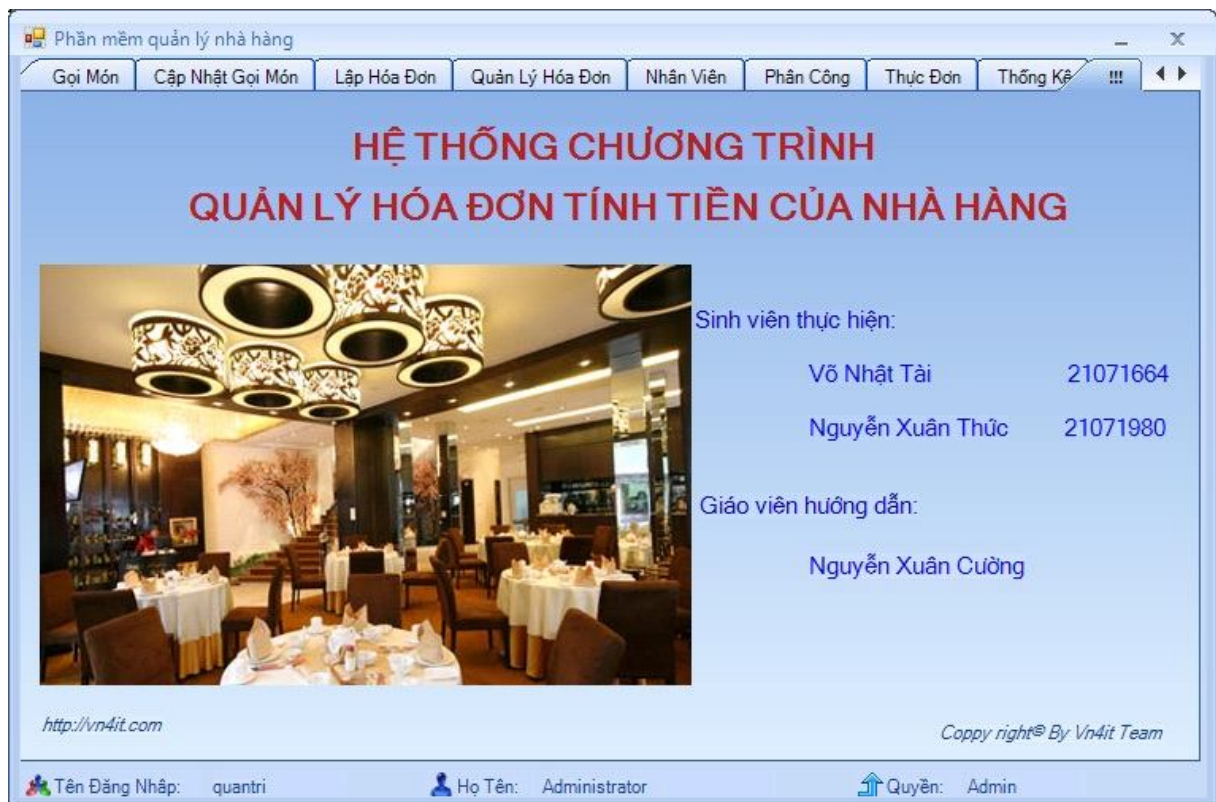 Phần mềm quản lý nhà hàng
Gọi Món Cập Nhật Gọi Món Lập Hóa Đơn Quản Lý Hóa Đơn Nhân Viên Phân Công Thực Đơn Thống Kê !!!
HỆ THỐNG CHƯƠNG TRÌNH
QUẢN LÝ HÓA ĐƠN TÍNH TIỀN CỦA NHÀ HÀNG
Sinh viên thực hiện:
Võ Nhật Tài 21071664
Nguyễn Xuân Thức 21071980
Giáo viên hướng dẫn:
Nguyễn Xuân Cường
http://vn4it.com
Coppy right© By Vn4it Team
Tên Đăng Nhập: quantri Họ Tên: Administrator Quyền: Admin